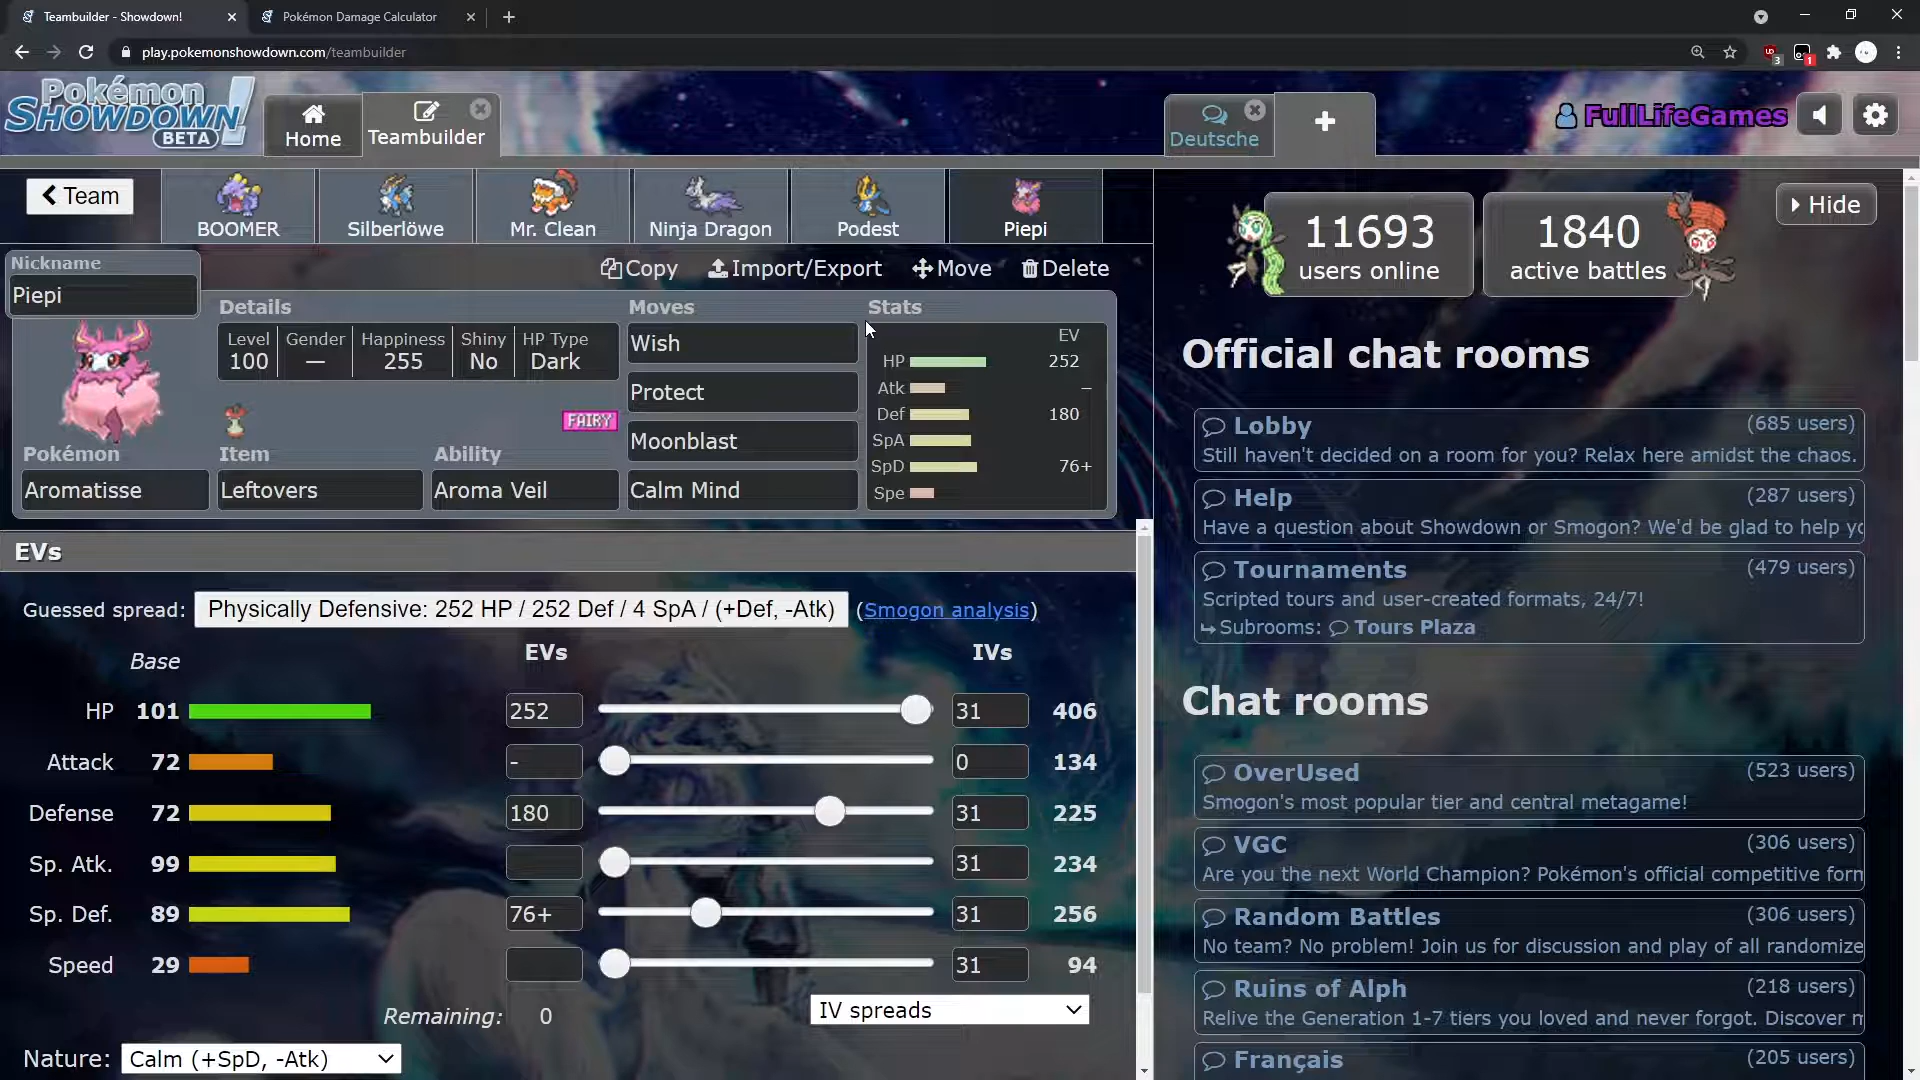 Teambuilder - Showdown!
Pokémon Damage Calculator
play.pokemonshowdown.com/teambuilder
3
1
Pokémon
SHOWDOWN!
BETA
Home
Teambuilder
Deutsche
FullLifeGames
Team
BOOMER
Silberlöwe
Mr. Clean
Ninja Dragon
Podest
Piepi
Nickname
Piepi
Copy
Import/Export
Move
Delete
Details
Level
100
Gender
—
Happiness
255
Shiny
No
HP Type
Dark
FAIRY
Pokémon
Aromatisse
Item
Leftovers
Ability
Aroma Veil
Moves
Wish
Protect
Moonblast
Calm Mind
Stats
EV
HP 252
Atk –
Def 180
SpA
SpD 76+
Spe
EVs
Guessed spread: Physically Defensive: 252 HP / 252 Def / 4 SpA / (+Def, -Atk) (Smogon analysis)
Base EVs IVs
HP 101 252 31 406
Attack 72 - 0 134
Defense 72 180 31 225
Sp. Atk. 99 31 234
Sp. Def. 89 76+ 31 256
Speed 29 31 94
Remaining: 0 IV spreads
Nature: Calm (+SpD, -Atk)
11693
users online
1840
active battles
Hide
Official chat rooms
Lobby (685 users)
Still haven't decided on a room for you? Relax here amidst the chaos.
Help (287 users)
Have a question about Showdown or Smogon? We'd be glad to help yo
Tournaments (479 users)
Scripted tours and user-created formats, 24/7!
Subrooms: Tours Plaza
Chat rooms
OverUsed (523 users)
Smogon's most popular tier and central metagame!
VGC (306 users)
Are you the next World Champion? Pokémon's official competitive form
Random Battles (306 users)
No team? No problem! Join us for discussion and play of all randomize
Ruins of Alph (218 users)
Relive the Generation 1-7 tiers you loved and never forgot. Discover m
Français (205 users)